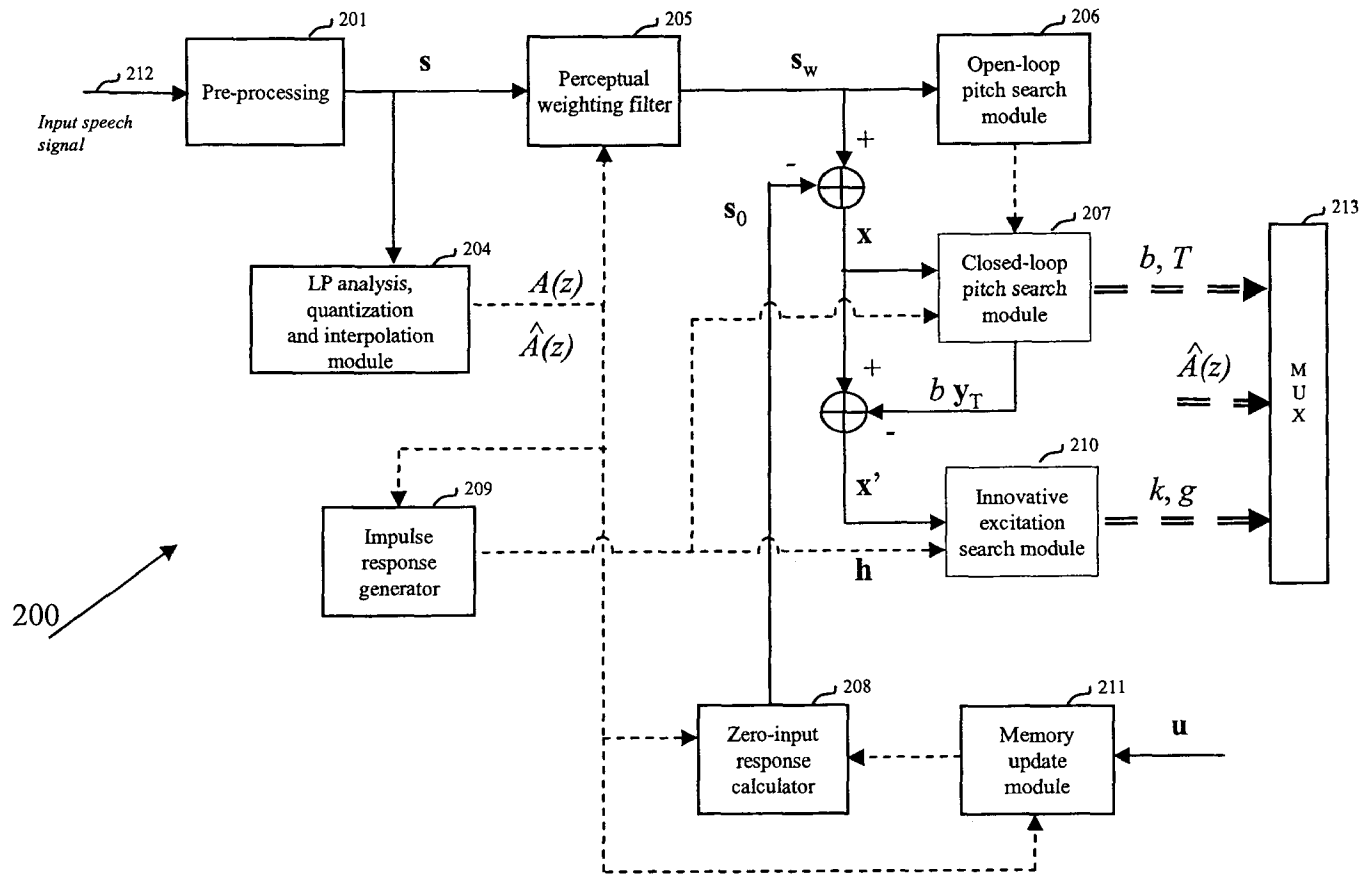 201
205
206
212
Pre-processing
s
Perceptual
weighting filter
s_w
Open-loop
pitch search
module
Input speech
signal
+
-
s_0
x
207
213
204
LP analysis,
quantization
and interpolation
module
A(z)
Â(z)
Closed-loop
pitch search
module
b, T
+
b y_T
-
Â(z)
M
U
X
210
x’
Innovative
excitation
search module
k, g
209
Impulse
response
generator
h
200
208
211
Zero-input
response
calculator
Memory
update
module
u